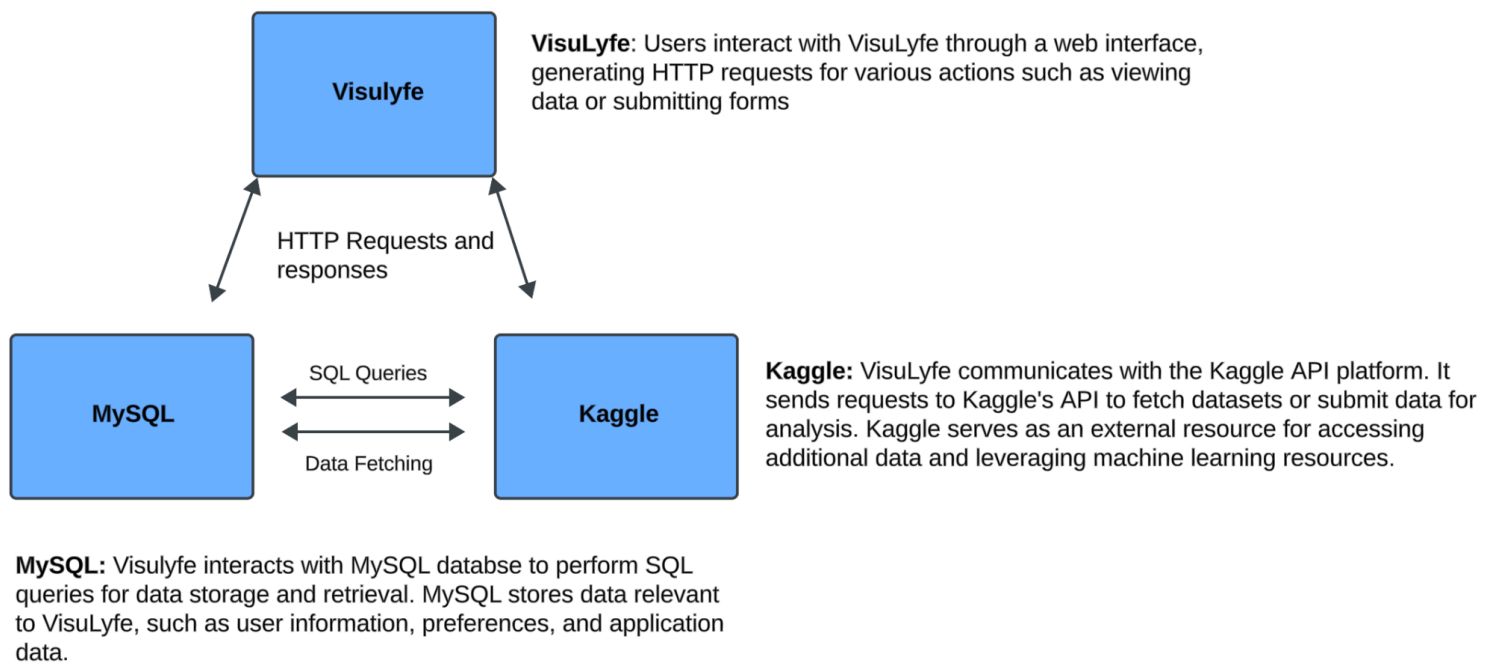 Visulyfe
VisuLyfe: Users interact with VisuLyfe through a web interface,
generating HTTP requests for various actions such as viewing
data or submitting forms
HTTP Requests and
responses
MySQL
SQL Queries
Data Fetching
Kaggle
Kaggle: VisuLyfe communicates with the Kaggle API platform. It
sends requests to Kaggle's API to fetch datasets or submit data for
analysis. Kaggle serves as an external resource for accessing
additional data and leveraging machine learning resources.
MySQL: Visulyfe interacts with MySQL databse to perform SQL
queries for data storage and retrieval. MySQL stores data relevant
to VisuLyfe, such as user information, preferences, and application
data.